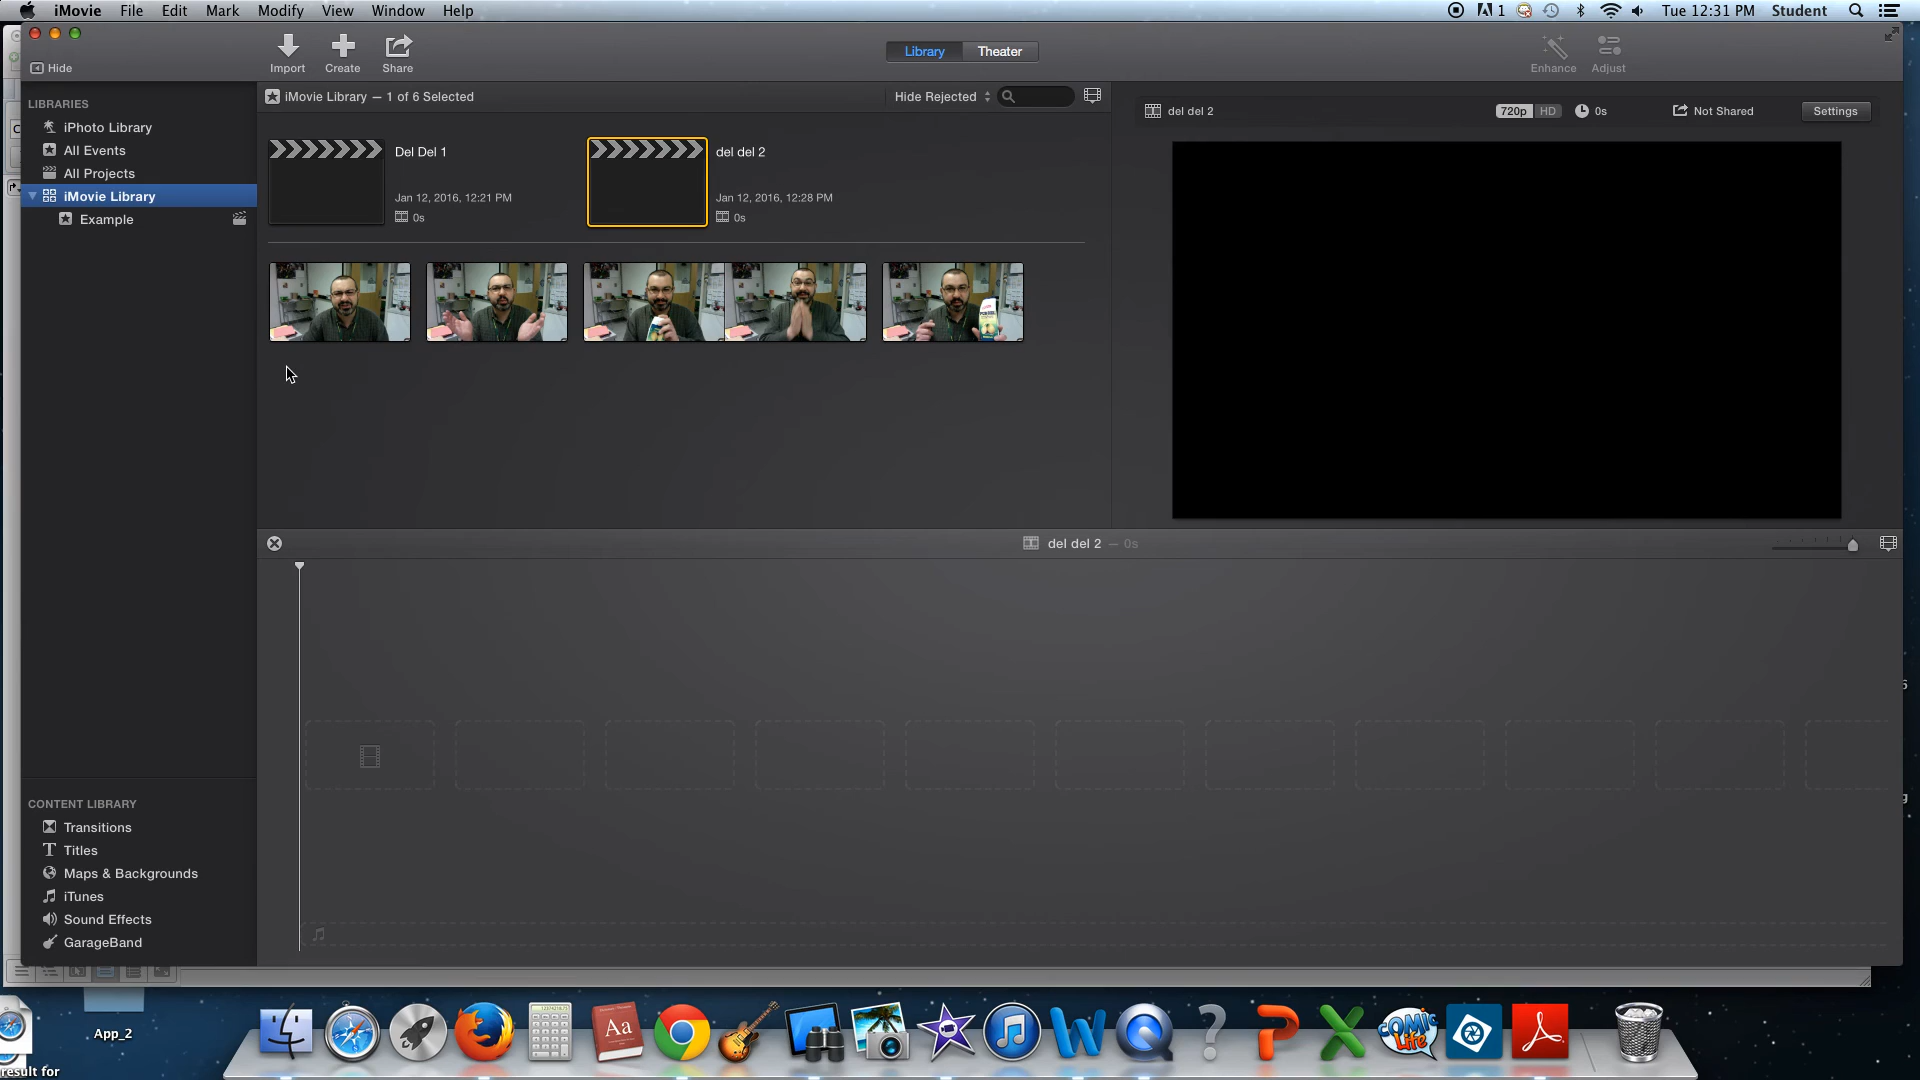 iMovie File Edit Mark Modify View Window Help
1 Tue 12:31 PM Student
Hide
Import Create Share
Library Theater
Enhance Adjust
LIBRARIES
iPhoto Library
All Events
All Projects
iMovie Library
Example
iMovie Library — 1 of 6 Selected
Hide Rejected
Del Del 1
Jan 12, 2016, 12:21 PM
0s
del del 2
Jan 12, 2016, 12:28 PM
0s
del del 2
720p HD 0s Not Shared Settings
del del 2 — 0s
CONTENT LIBRARY
Transitions
Titles
Maps & Backgrounds
iTunes
Sound Effects
GarageBand
App_2
result for
Aa
COMIC
Life